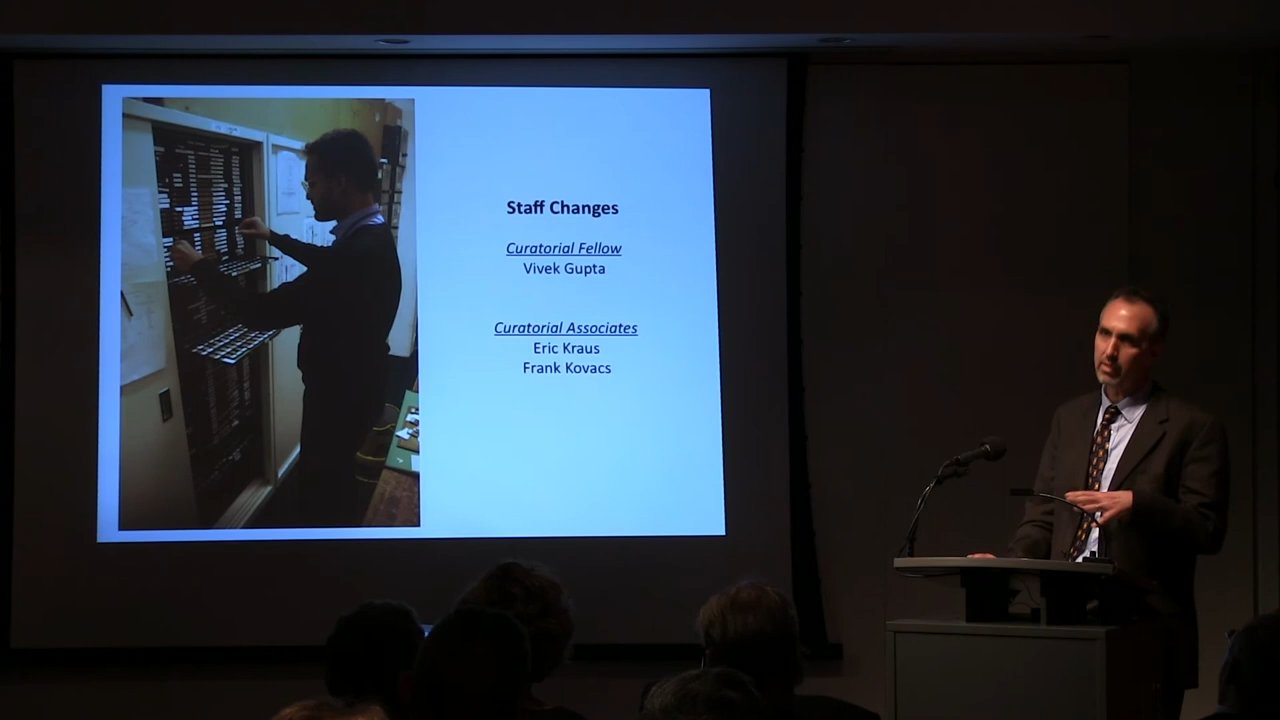 Staff Changes
Curatorial Fellow
Vivek Gupta
Curatorial Associates
Eric Kraus
Frank Kovacs